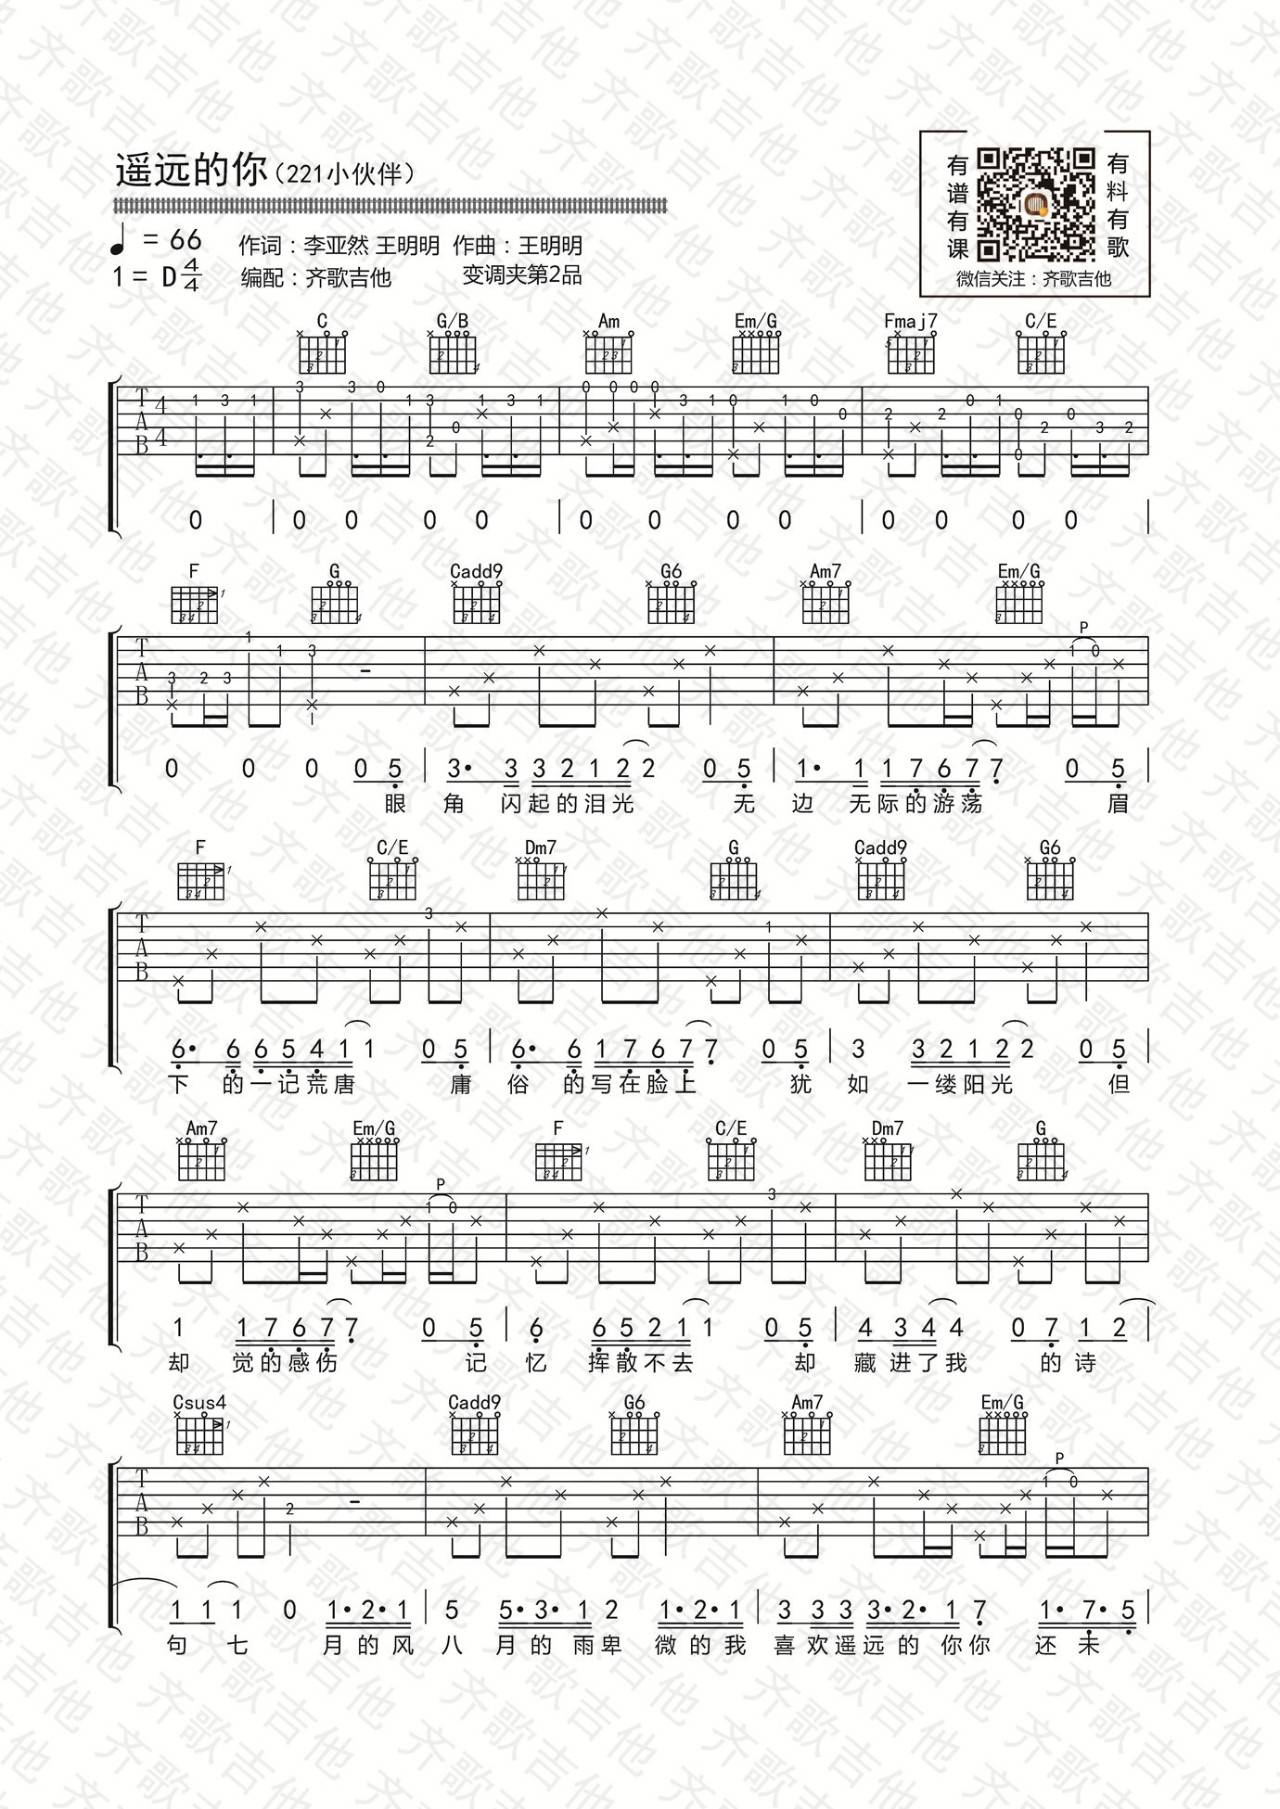 遥远的你（221小伙伴）
有谱有课
有料有歌
微信关注：齐歌吉他
= 66 作词：李亚然 王明明 作曲：王明明
1 = D 4/4 编配：齐歌吉他 变调夹第2品
C G/B Am Em/G Fmaj7 C/E
0 0 0 0 0 0 0 0 0 0 0 0 0
F G Cadd9 G6 Am7 Em/G
P
0 0 0 0 5 3· 3 3 2 1 2 2 0 5 1· 1 1 7 6 7 7 0 5
眼 角 闪起的泪光 无 边 无际的游荡 眉
F C/E Dm7 G Cadd9 G6
6· 6 6 5 4 1 1 0 5 6· 6 1 7 6 7 7 0 5 3 3 2 1 2 2 0 5
下 的一记荒唐 庸 俗 的写在脸上 犹 如 一缕阳光 但
Am7 Em/G F C/E Dm7 G
P
1 1 7 6 7 7 0 5 6 6 5 2 1 1 0 5 4 3 4 4 0 7 1 2
却 觉的感伤 记 忆 挥散不去 却 藏进了我 的诗
Csus4 Cadd9 G6 Am7 Em/G
P
1 1 1 0 1· 2· 1 5 5· 3· 1 2 1· 2· 1 3 3 3 3· 2· 1 7 1· 7· 5
句 七 月的风 八 月的雨卑 微的我 喜欢遥远的你你 还未